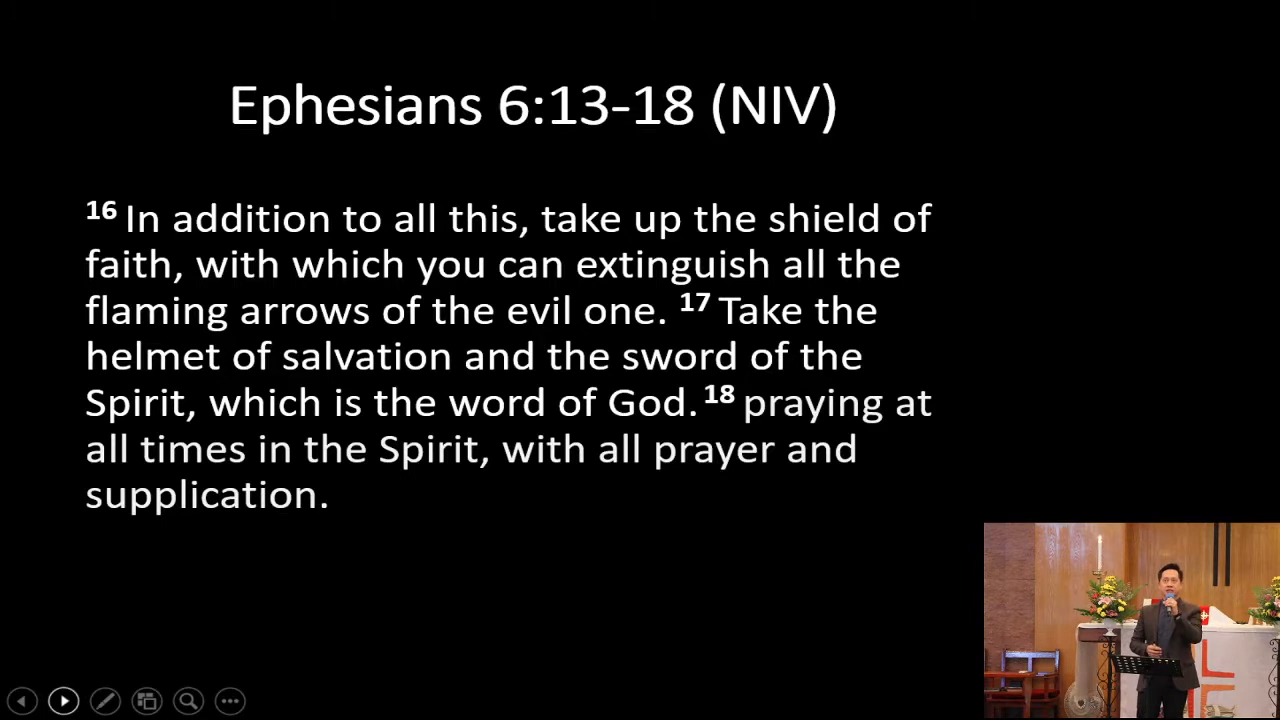 Ephesians 6:13-18 (NIV)
16 In addition to all this, take up the shield of
faith, with which you can extinguish all the
flaming arrows of the evil one. 17 Take the
helmet of salvation and the sword of the
Spirit, which is the word of God. 18 praying at
all times in the Spirit, with all prayer and
supplication.